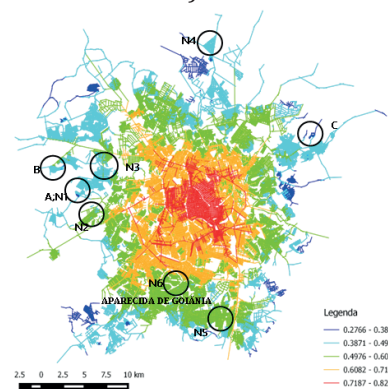 N4
C
B
N3
A;N1
N2
N6
APARECIDA DE GOIÂNIA
N5
Legenda
0.2766 - 0.38
0.3871 - 0.49
0.4976 - 0.60
0.6082 - 0.71
0.7187 - 0.82
2.5 0 2.5 5 7.5 10 km